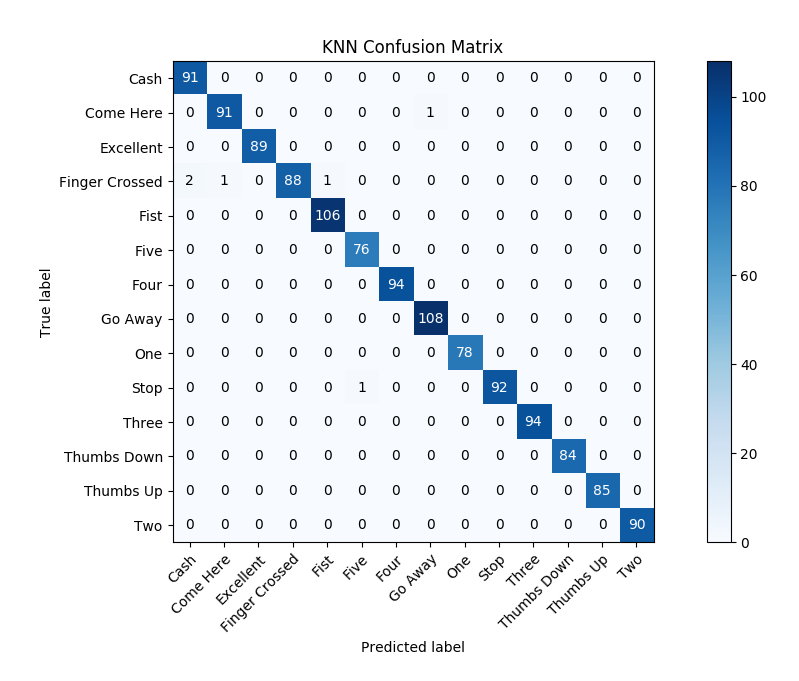 KNN Confusion Matrix
True label
Cash 91 0 0 0 0 0 0 0 0 0 0 0 0 0
Come Here 0 91 0 0 0 0 0 1 0 0 0 0 0 0
Excellent 0 0 89 0 0 0 0 0 0 0 0 0 0 0
Finger Crossed 2 1 0 88 1 0 0 0 0 0 0 0 0 0
Fist 0 0 0 0 106 0 0 0 0 0 0 0 0 0
Five 0 0 0 0 0 76 0 0 0 0 0 0 0 0
Four 0 0 0 0 0 0 94 0 0 0 0 0 0 0
Go Away 0 0 0 0 0 0 0 108 0 0 0 0 0 0
One 0 0 0 0 0 0 0 0 78 0 0 0 0 0
Stop 0 0 0 0 0 1 0 0 0 92 0 0 0 0
Three 0 0 0 0 0 0 0 0 0 0 94 0 0 0
Thumbs Down 0 0 0 0 0 0 0 0 0 0 0 84 0 0
Thumbs Up 0 0 0 0 0 0 0 0 0 0 0 0 85 0
Two 0 0 0 0 0 0 0 0 0 0 0 0 0 90
Cash
Come Here
Excellent
Finger Crossed
Fist
Five
Four
Go Away
One
Stop
Three
Thumbs Down
Thumbs Up
Two
Predicted label
100
80
60
40
20
0